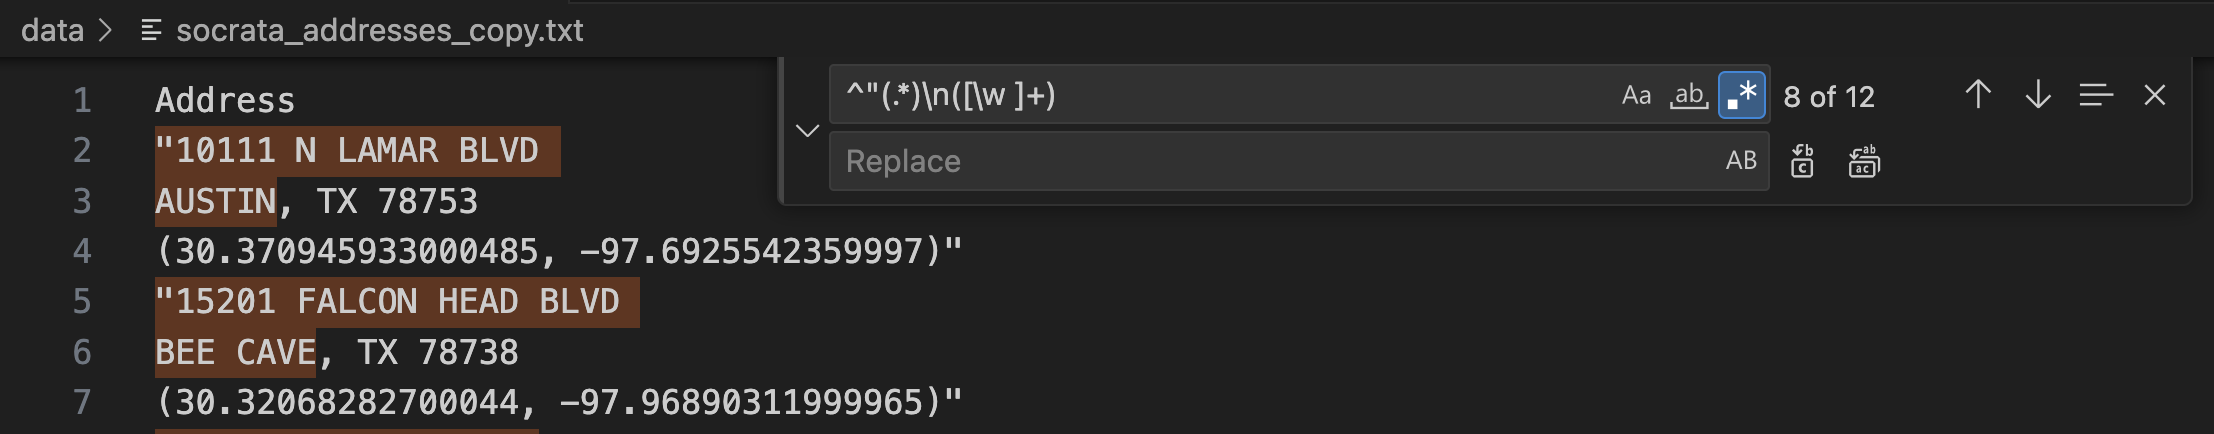 data > socrata_addresses_copy.txt
^"(.*)\n([\w ]+) Aa ab .* 8 of 12
Replace AB
1 Address
2 "10111 N LAMAR BLVD
3 AUSTIN, TX 78753
4 (30.370945933000485, -97.6925542359997)"
5 "15201 FALCON HEAD BLVD
6 BEE CAVE, TX 78738
7 (30.32068282700044, -97.96890311999965)"